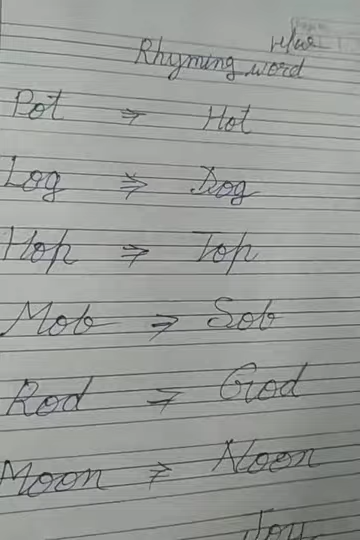 H/w
Rhyming word
Pot ⇒ Hot
Log ⇒ Dog
Hop ⇒ Top
Mob ⇒ Sob
Rod ⇒ God
Moon ⇒ Noon